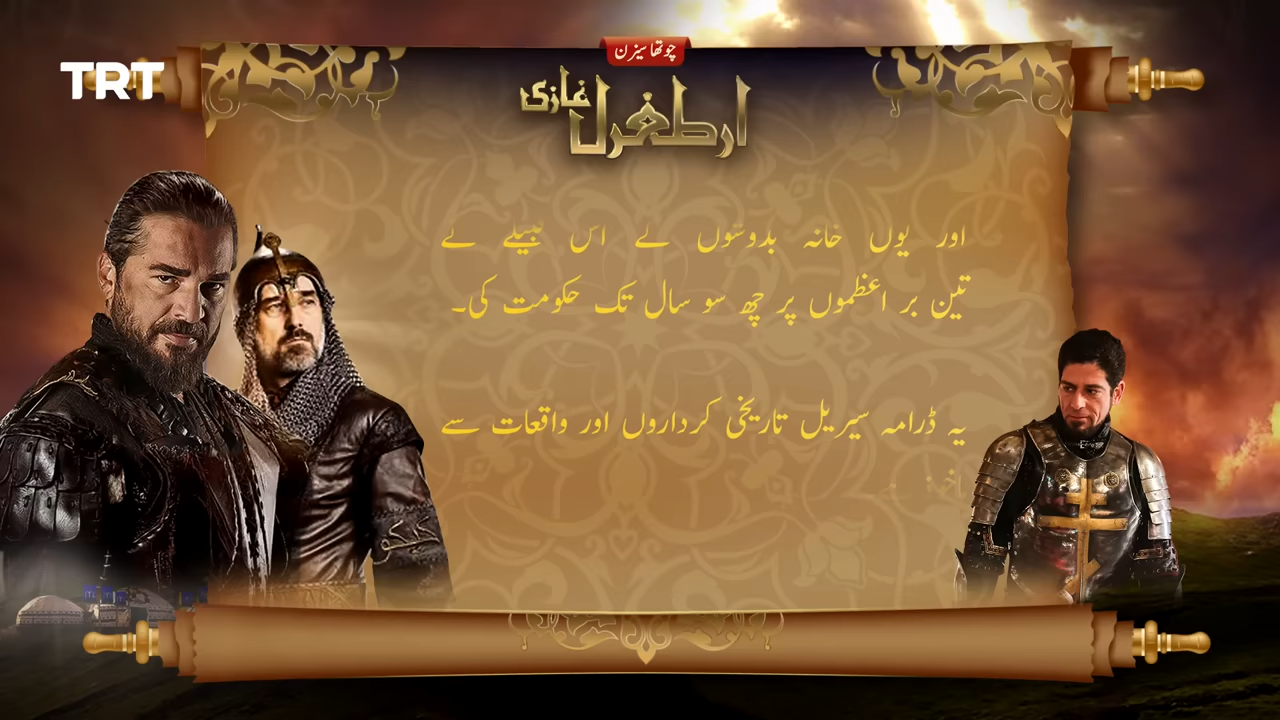 TRT
چوتھا سیزن
ارطغرل غازی
اور یوں خانہ بدوشوں کے اس قبیلے نے
تین بر اعظموں پر چھ سو سال تک حکومت کی۔
یہ ڈرامہ سیریل تاریخی کرداروں اور واقعات سے